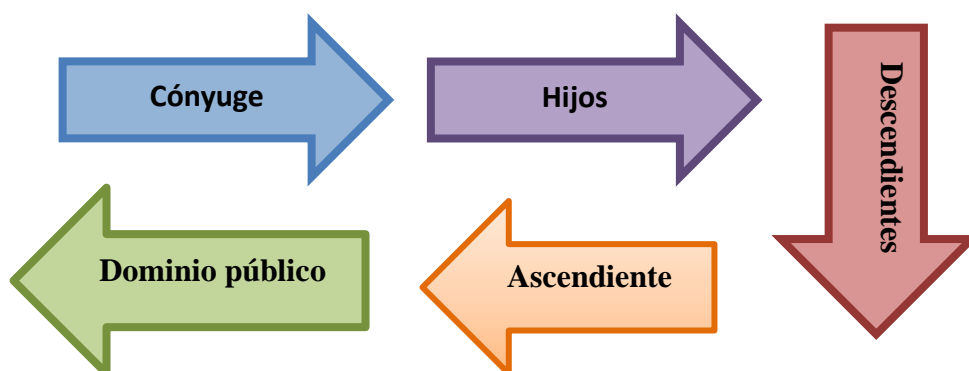 Cónyuge
Hijos
Descendientes
Ascendiente
Dominio público